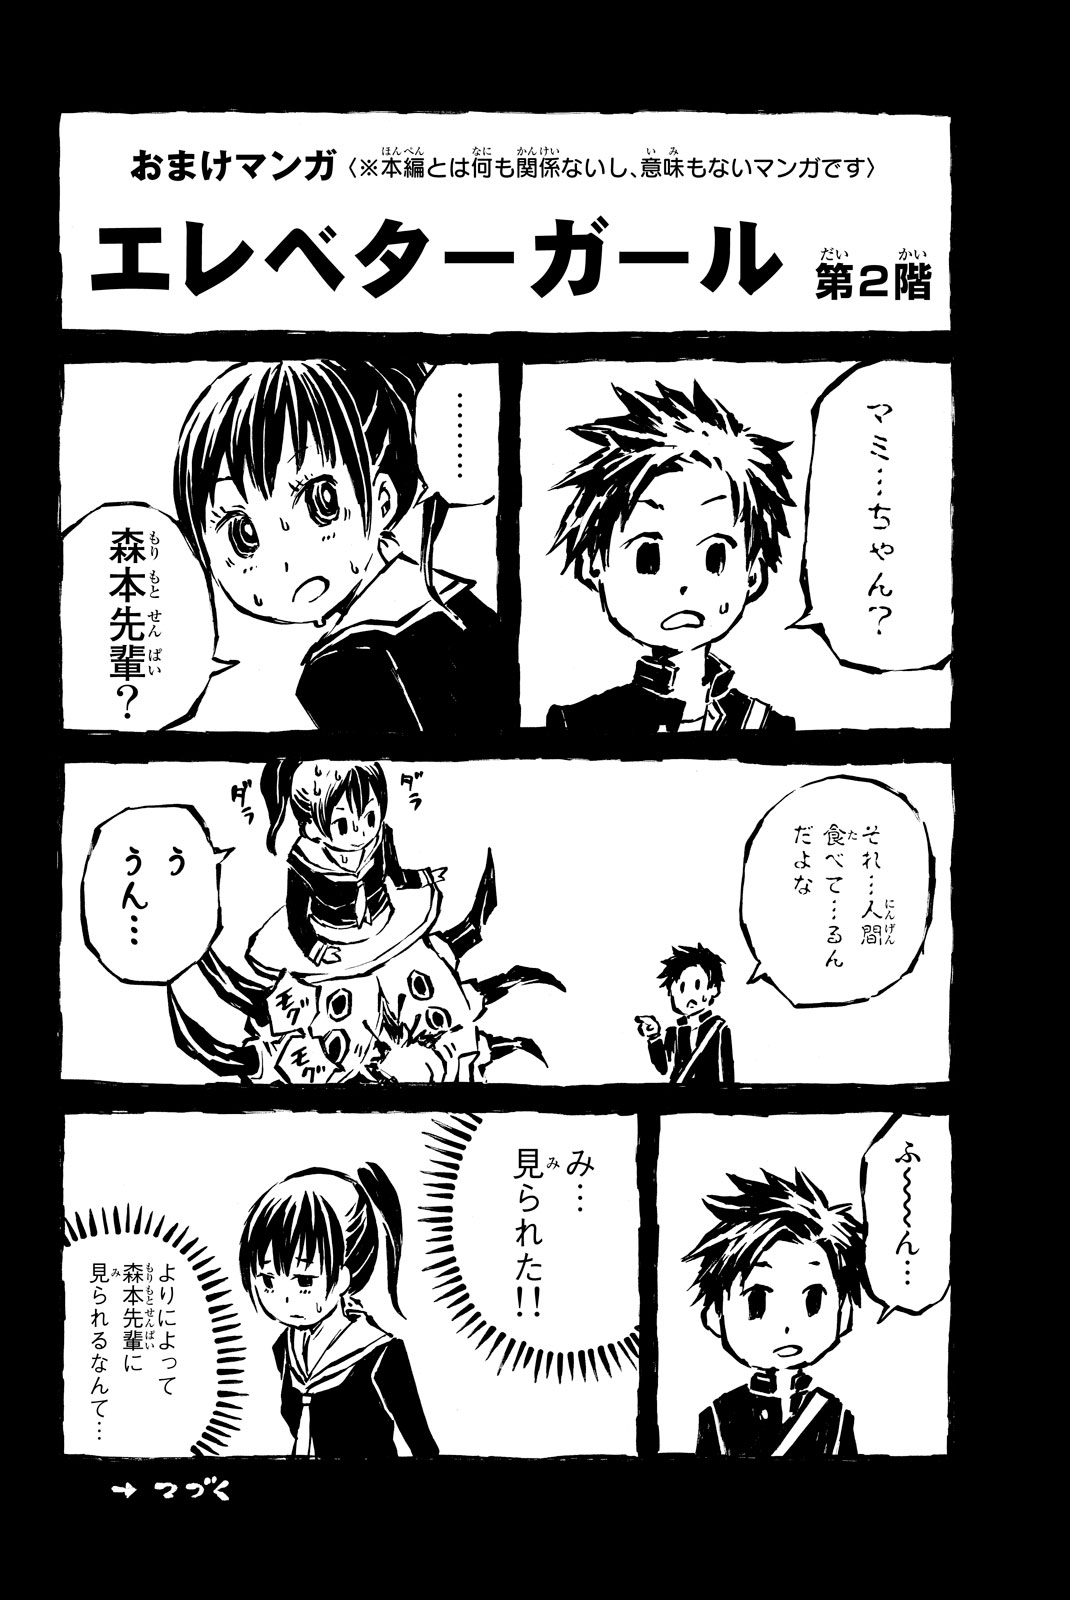 おまけマンガ〈※本編とは何も関係ないし、意味もないマンガです〉
エレベターガール 第2階
マミ…ちゃん?
………
森本先輩?
それ…人間
食べて…るん
だよな
ダラ
ダラ
う
うん…
モグ
モグ
ふ〜〜〜ん…
み…
見られた!!
よりによって
森本先輩に
見られるなんて…
→つづく